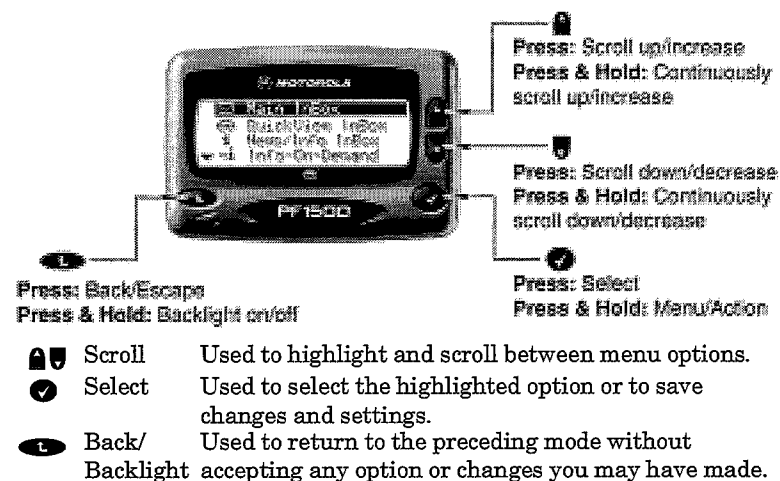 Press: Scroll up/increase
Press & Hold: Continuously
scroll up/increase
MOTOROLA
Main InBox
QuickView InBox
News/Info InBox
Info-On-Demand
Press: Scroll down/decrease
Press & Hold: Continuously
scroll down/decrease
PF1500
Press: Back/Escape
Press & Hold: Backlight on/off
Press: Select
Press & Hold: Menu/Action
Scroll Used to highlight and scroll between menu options.
Select Used to select the highlighted option or to save
changes and settings.
Back/ Used to return to the preceding mode without
Backlight accepting any option or changes you may have made.